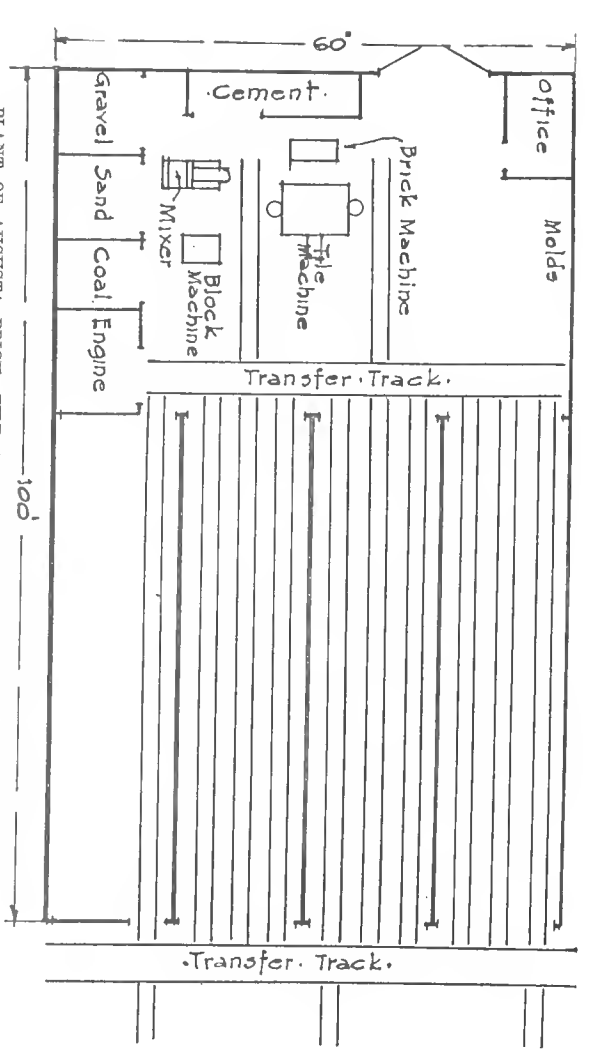 60'
Cement.
Office
Gravel
Sand
Coal
Engine
Mixer
Block
Machine
Tile
Machine
Brick Machine
Molds
Transfer Track.
Transfer Track.
100'